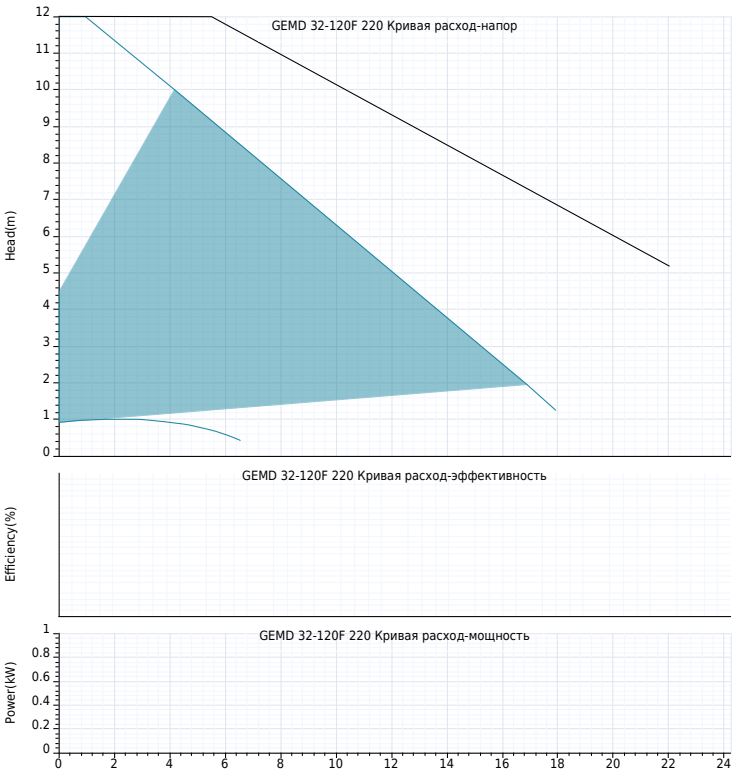 GEMD 32-120F 220 Кривая расход-напор
12
11
10
9
8
7
6
5
4
3
2
1
0
Head(m)
GEMD 32-120F 220 Кривая расход-эффективность
Efficiency(%)
GEMD 32-120F 220 Кривая расход-мощность
1
0.8
0.6
0.4
0.2
0
Power(kW)
0 2 4 6 8 10 12 14 16 18 20 22 24